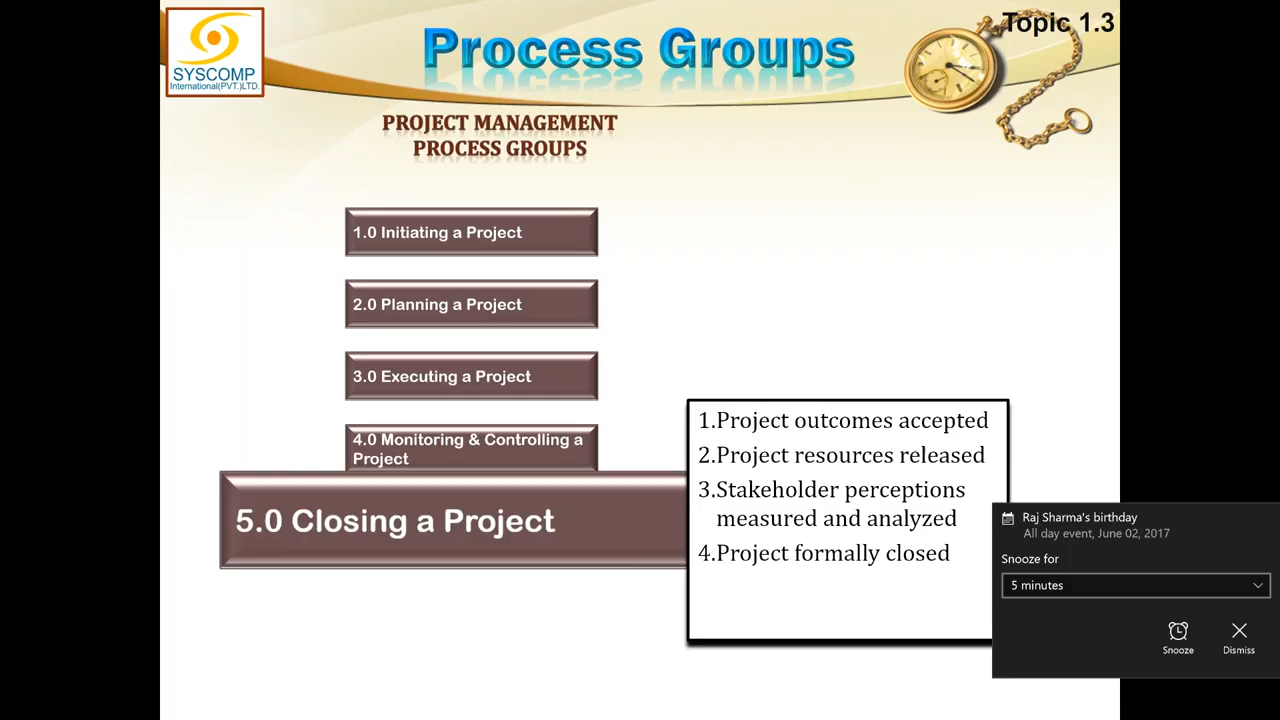 SYSCOMP
International(PVT.)LTD.
Process Groups
Topic 1.3
PROJECT MANAGEMENT
PROCESS GROUPS
1.0 Initiating a Project
2.0 Planning a Project
3.0 Executing a Project
4.0 Monitoring & Controlling a
Project
5.0 Closing a Project
1.Project outcomes accepted
2.Project resources released
3.Stakeholder perceptions
measured and analyzed
4.Project formally closed
Raj Sharma's birthday
All day event, June 02, 2017
Snooze for
5 minutes
Snooze
Dismiss